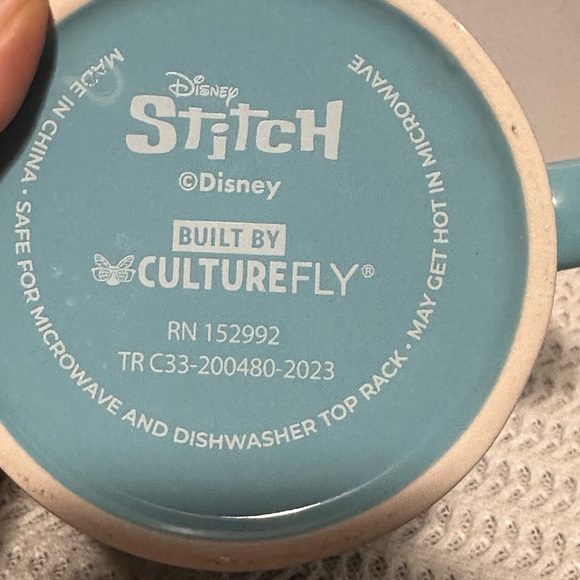 Disney
STITCH
©Disney
BUILT BY
CULTUREFLY®
RN 152992
TR C33-200480-2023
MADE IN CHINA · SAFE FOR MICROWAVE AND DISHWASHER TOP RACK · MAY GET HOT IN MICROWAVE